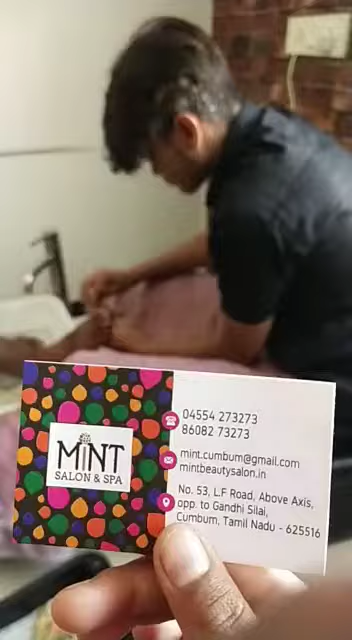 MINT
SALON & SPA
04554 273273
86082 73273
mint.cumbum@gmail.com
mintbeautysalon.in
No. 53, L.F Road, Above Axis,
opp. to Gandhi Silai,
Cumbum, Tamil Nadu - 625516